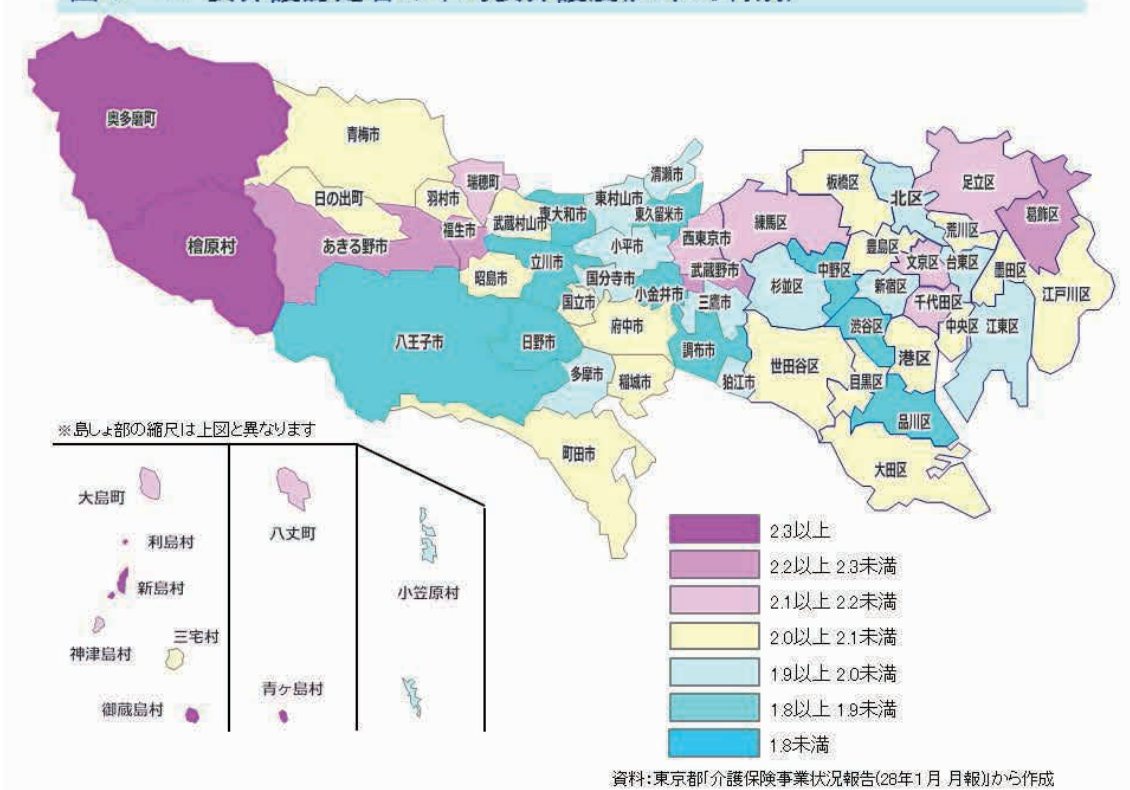 奥多磨町
青梅市
瑞穂町
清瀬市
足立区
日の出町
羽村市
武蔵村山市
東大和市
東村山市
東久留米市
板橋区
北区
葛飾区
檜原村
あきる野市
福生市
小平市
西東京市
練馬区
豊島区
文京区
荒川区
台東区
墨田区
江戸川区
昭島市
立川市
国分寺市
小金井市
武蔵野市
三鷹市
杉並区
中野区
新宿区
千代田区
中央区
江東区
国立市
八王子市
日野市
府中市
調布市
渋谷区
港区
多摩市
稲城市
狛江市
世田谷区
目黒区
品川区
町田市
大田区
※島しょ部の縮尺は上図と異なります
大島町
利島村
新島村
神津島村
三宅村
御蔵島村
八丈町
青ヶ島村
小笠原村
2.3以上
2.2以上 2.3未満
2.1以上 2.2未満
2.0以上 2.1未満
1.9以上 2.0未満
1.8以上 1.9未満
1.8未満
資料:東京都「介護保険事業状況報告(28年1月 月報)」から作成